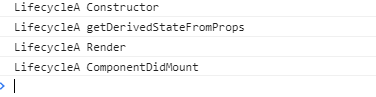 LifecycleA Constructor
LifecycleA getDerivedStateFromProps
LifecycleA Render
LifecycleA ComponentDidMount